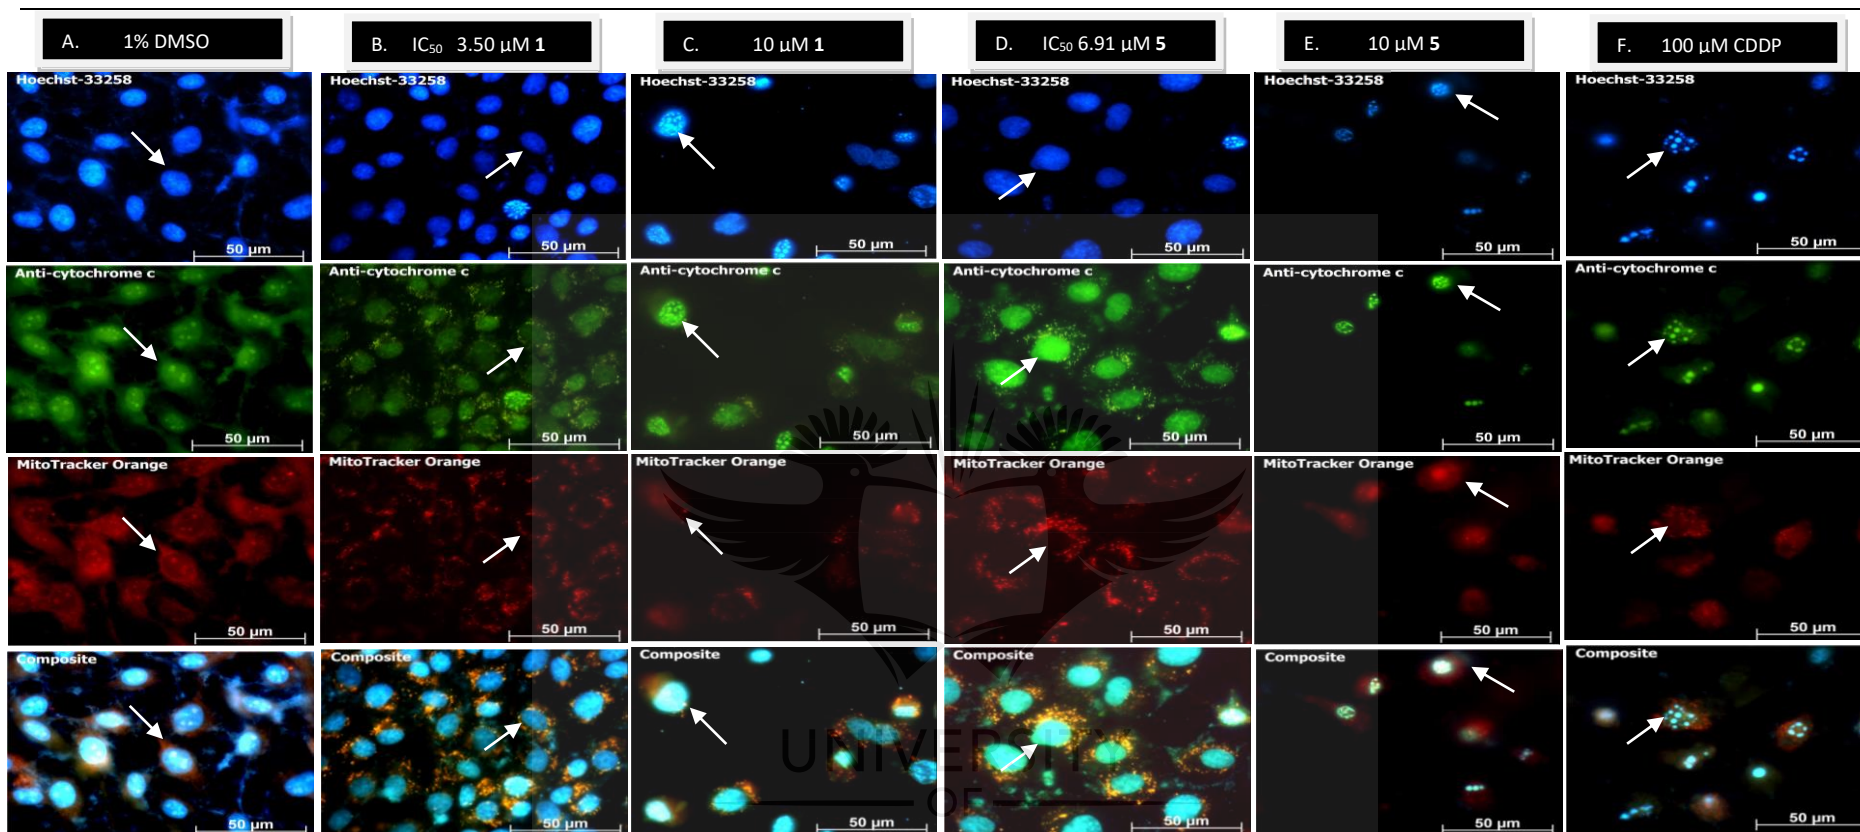 A. 1% DMSO
B. IC50 3.50 µM 1
C. 10 µM 1
D. IC50 6.91 µM 5
E. 10 µM 5
F. 100 µM CDDP
Hoechst-33258
Hoechst-33258
Hoechst-33258
Hoechst-33258
Hoechst-33258
Hoechst-33258
50 µm
50 µm
50 µm
50 µm
50 µm
50 µm
Anti-cytochrome c
Anti-cytochrome c
Anti-cytochrome c
Anti-cytochrome c
Anti-cytochrome c
Anti-cytochrome c
50 µm
50 µm
50 µm
50 µm
50 µm
50 µm
MitoTracker Orange
MitoTracker Orange
MitoTracker Orange
MitoTracker Orange
MitoTracker Orange
MitoTracker Orange
50 µm
50 µm
50 µm
50 µm
50 µm
50 µm
Composite
Composite
Composite
Composite
Composite
Composite
50 µm
50 µm
50 µm
50 µm
50 µm
50 µm
UNIVERSITY
OF